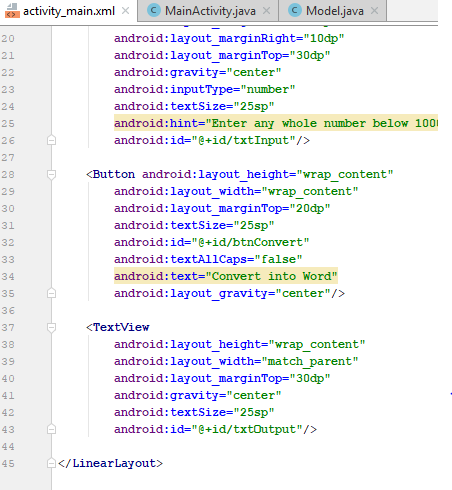 activity_main.xml × MainActivity.java × Model.java ×
20 android:layout_marginRight="10dp"
21 android:layout_marginTop="30dp"
22 android:gravity="center"
23 android:inputType="number"
24 android:textSize="25sp"
25 android:hint="Enter any whole number below 1000
26 android:id="@+id/txtInput"/>
27
28 <Button android:layout_height="wrap_content"
29 android:layout_width="wrap_content"
30 android:layout_marginTop="20dp"
31 android:textSize="25sp"
32 android:id="@+id/btnConvert"
33 android:textAllCaps="false"
34 android:text="Convert into Word"
35 android:layout_gravity="center"/>
36
37 <TextView
38 android:layout_height="wrap_content"
39 android:layout_width="match_parent"
40 android:layout_marginTop="30dp"
41 android:gravity="center"
42 android:textSize="25sp"
43 android:id="@+id/txtOutput"/>
44
45 </LinearLayout>